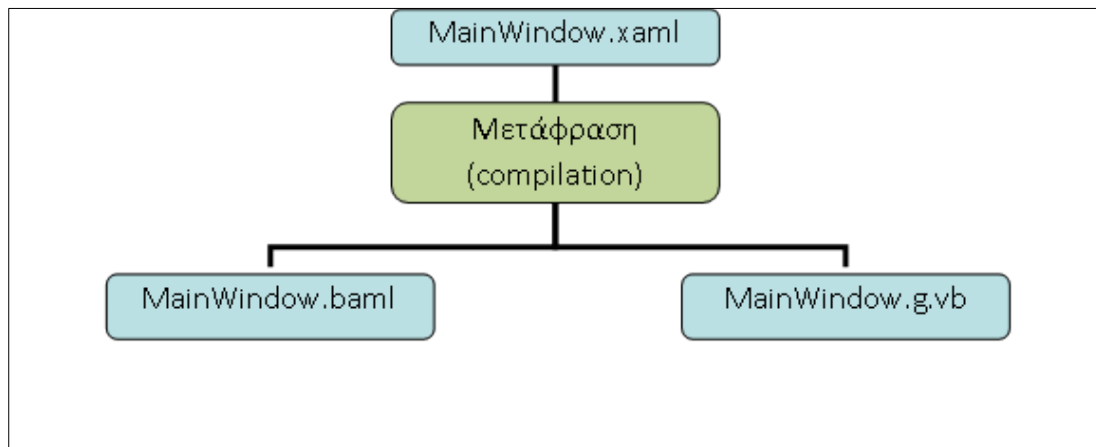 MainWindow.xaml
Μετάφραση
(compilation)
MainWindow.baml
MainWindow.g.vb